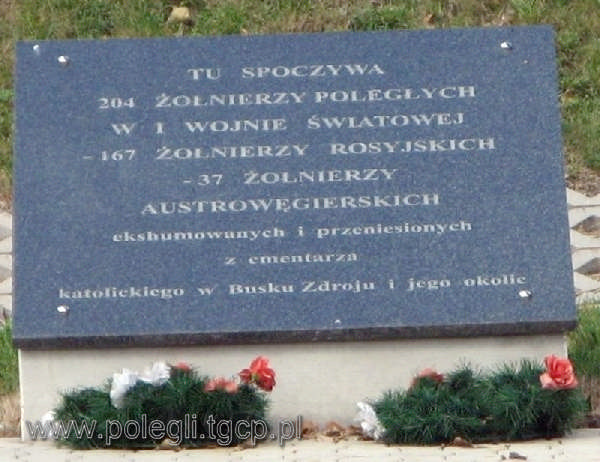 TU SPOCZYWA
204 ŻOŁNIERZY POLEGŁYCH
W I WOJNIE ŚWIATOWEJ
- 167 ŻOŁNIERZY ROSYJSKICH
- 37 ŻOŁNIERZY
AUSTROWĘGIERSKICH
ekshumowanych i przeniesionych
z cmentarza
katolickiego w Busku Zdroju i jego okolic
www.polegli.tgcp.pl